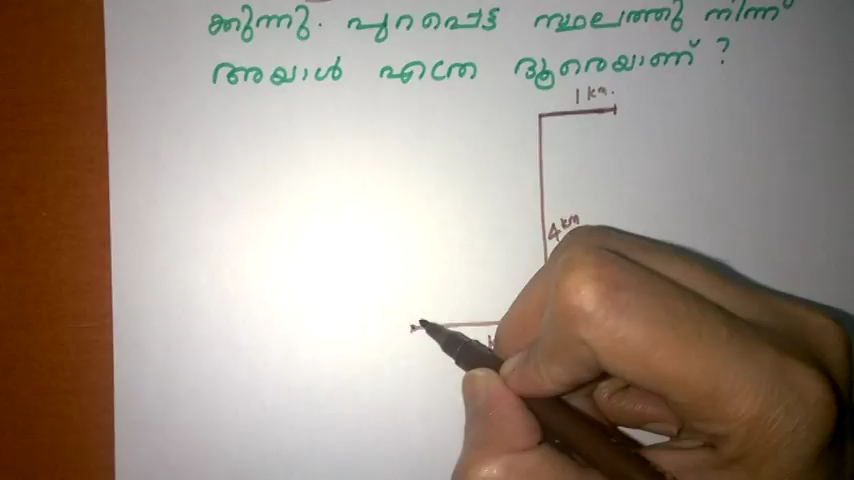 ക്കുന്നു. പുറപ്പെട്ട സ്ഥലത്തു നിന്ന്
അയാൾ എത്ര ദൂരെയാണ് ?
1 km.
4 km